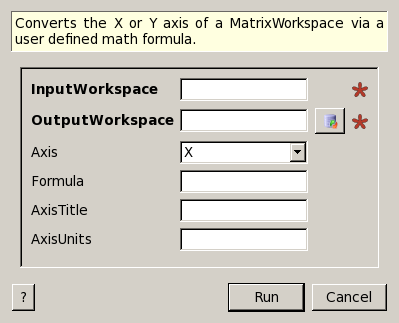 Converts the X or Y axis of a MatrixWorkspace via a
user defined math formula.
InputWorkspace
OutputWorkspace
Axis X
Formula
AxisTitle
AxisUnits
? Run Cancel